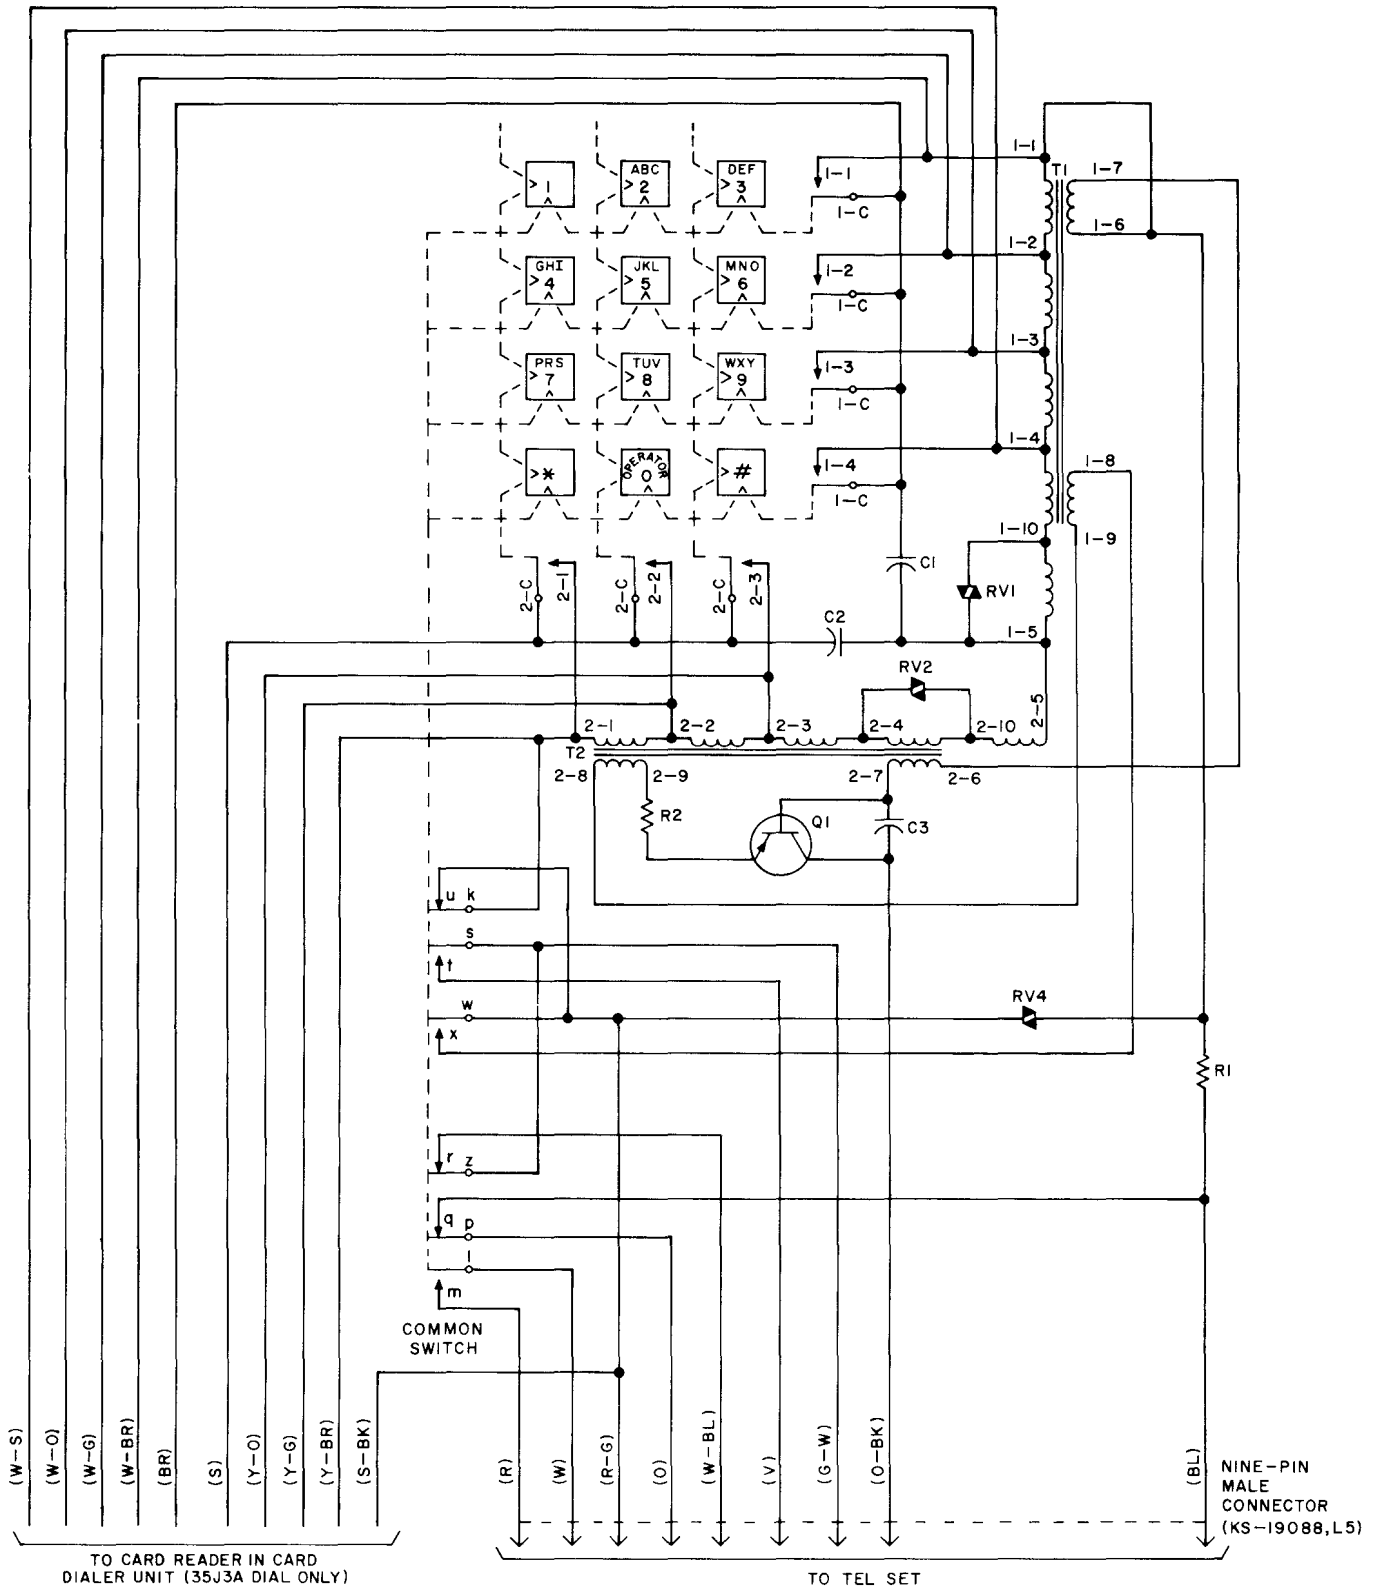 1-1
T1
1-7
1
ABC
2
DEF
3
1-1
1-C
1-6
1-2
GHI
4
JKL
5
MNO
6
1-2
1-C
1-3
PRS
7
TUV
8
WXY
9
1-3
1-C
1-4
1-8
*
OPERATOR
0
#
1-4
1-C
1-10
1-9
2-C
2-1
2-C
2-2
2-C
2-3
C1
RV1
C2
1-5
RV2
2-5
2-1
2-2
2-3
2-4
2-10
T2
2-8
2-9
2-7
2-6
R2
Q1
C3
u k
s
t
w
RV4
x
R1
r z
q p
l
m
COMMON
SWITCH
(W-S)
(W-O)
(W-G)
(W-BR)
(BR)
(S)
(Y-O)
(Y-G)
(Y-BR)
(S-BK)
(R)
(W)
(R-G)
(O)
(W-BL)
(V)
(G-W)
(O-BK)
(BL)
NINE-PIN
MALE
CONNECTOR
(KS-19088,L5)
TO CARD READER IN CARD
DIALER UNIT (35J3A DIAL ONLY)
TO TEL SET